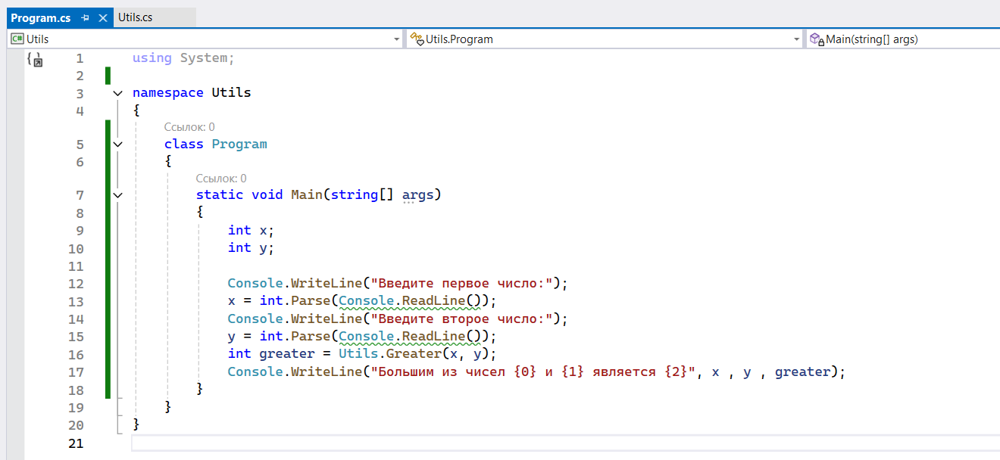 Program.cs Utils.cs
Utils Utils.Program Main(string[] args)
1 using System;
2
3 namespace Utils
4 {
Ссылок: 0
5 class Program
6 {
Ссылок: 0
7 static void Main(string[] args)
8 {
9 int x;
10 int y;
11
12 Console.WriteLine("Введите первое число:");
13 x = int.Parse(Console.ReadLine());
14 Console.WriteLine("Введите второе число:");
15 y = int.Parse(Console.ReadLine());
16 int greater = Utils.Greater(x, y);
17 Console.WriteLine("Большим из чисел {0} и {1} является {2}", x , y , greater);
18 }
19 }
20 }
21